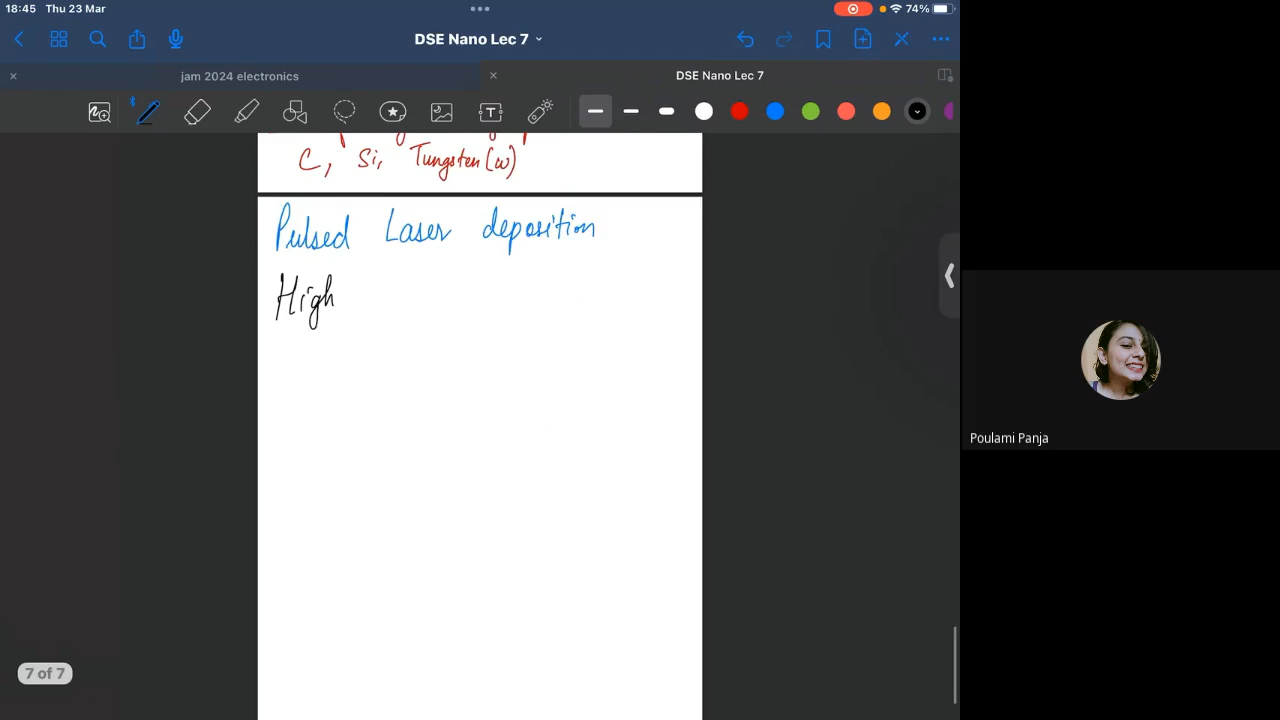 18:45 Thu 23 Mar
74%
DSE Nano Lec 7
jam 2024 electronics
DSE Nano Lec 7
T
C, Si, Tungsten (W)
Pulsed Laser deposition
High
7 of 7
Poulami Panja